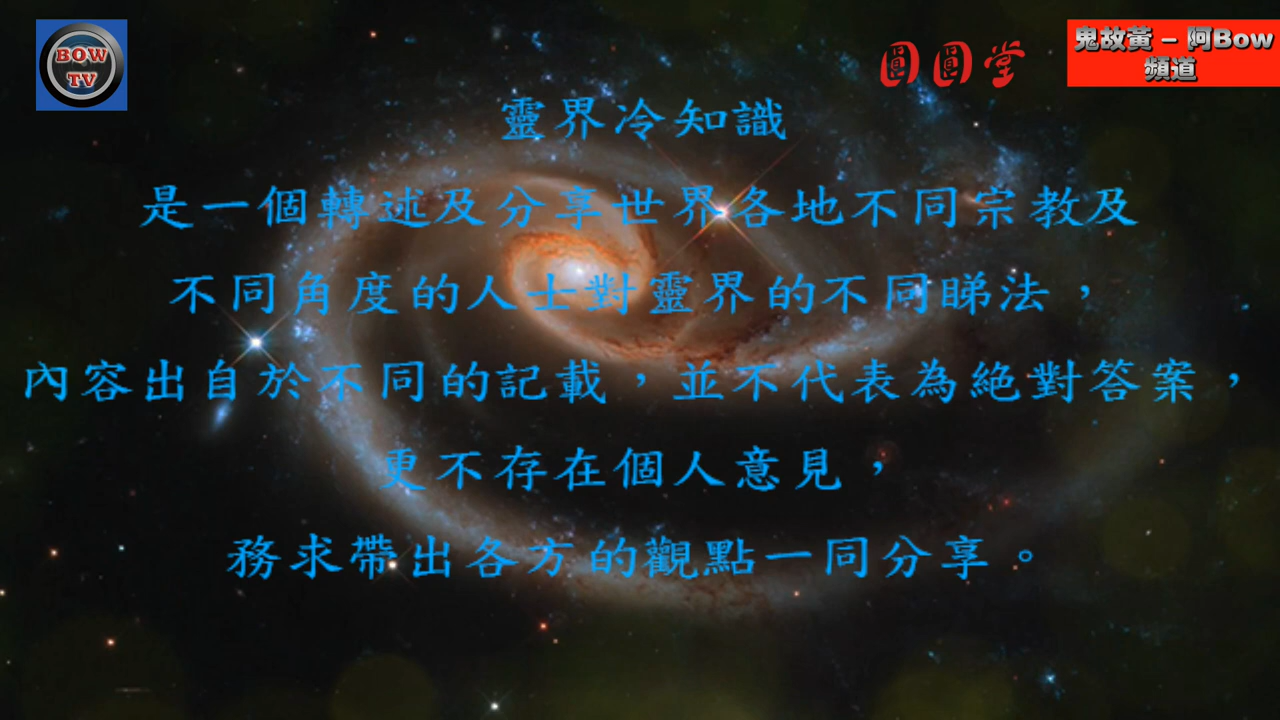 BOW
TV
圓圓堂
鬼故黃 – 阿Bow
頻道
靈界冷知識
是一個轉述及分享世界各地不同宗教及
不同角度的人士對靈界的不同睇法，
內容出自於不同的記載，並不代表為絕對答案，
更不存在個人意見，
務求帶出各方的觀點一同分享。